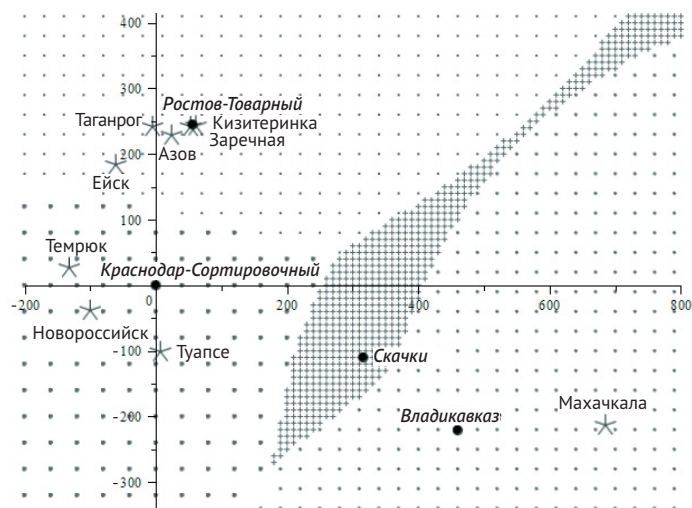 400
300
Ростов-Товарный
Таганрог
Кизитеринка
Заречная
200
Азов
Ейск
100
Темрюк
Краснодар-Сортировочный
-200
0
200
400
600
800
Новороссийск
-100
Туапсе
Скачки
-200
Владикавказ
Махачкала
-300